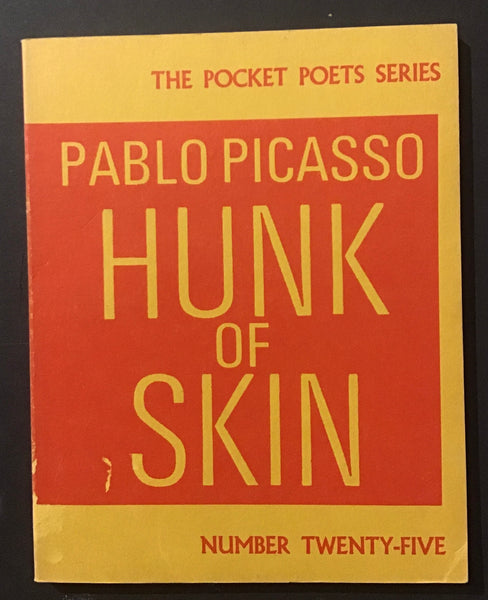 THE POCKET POETS SERIES
PABLO PICASSO
HUNK
OF
SKIN
NUMBER TWENTY-FIVE